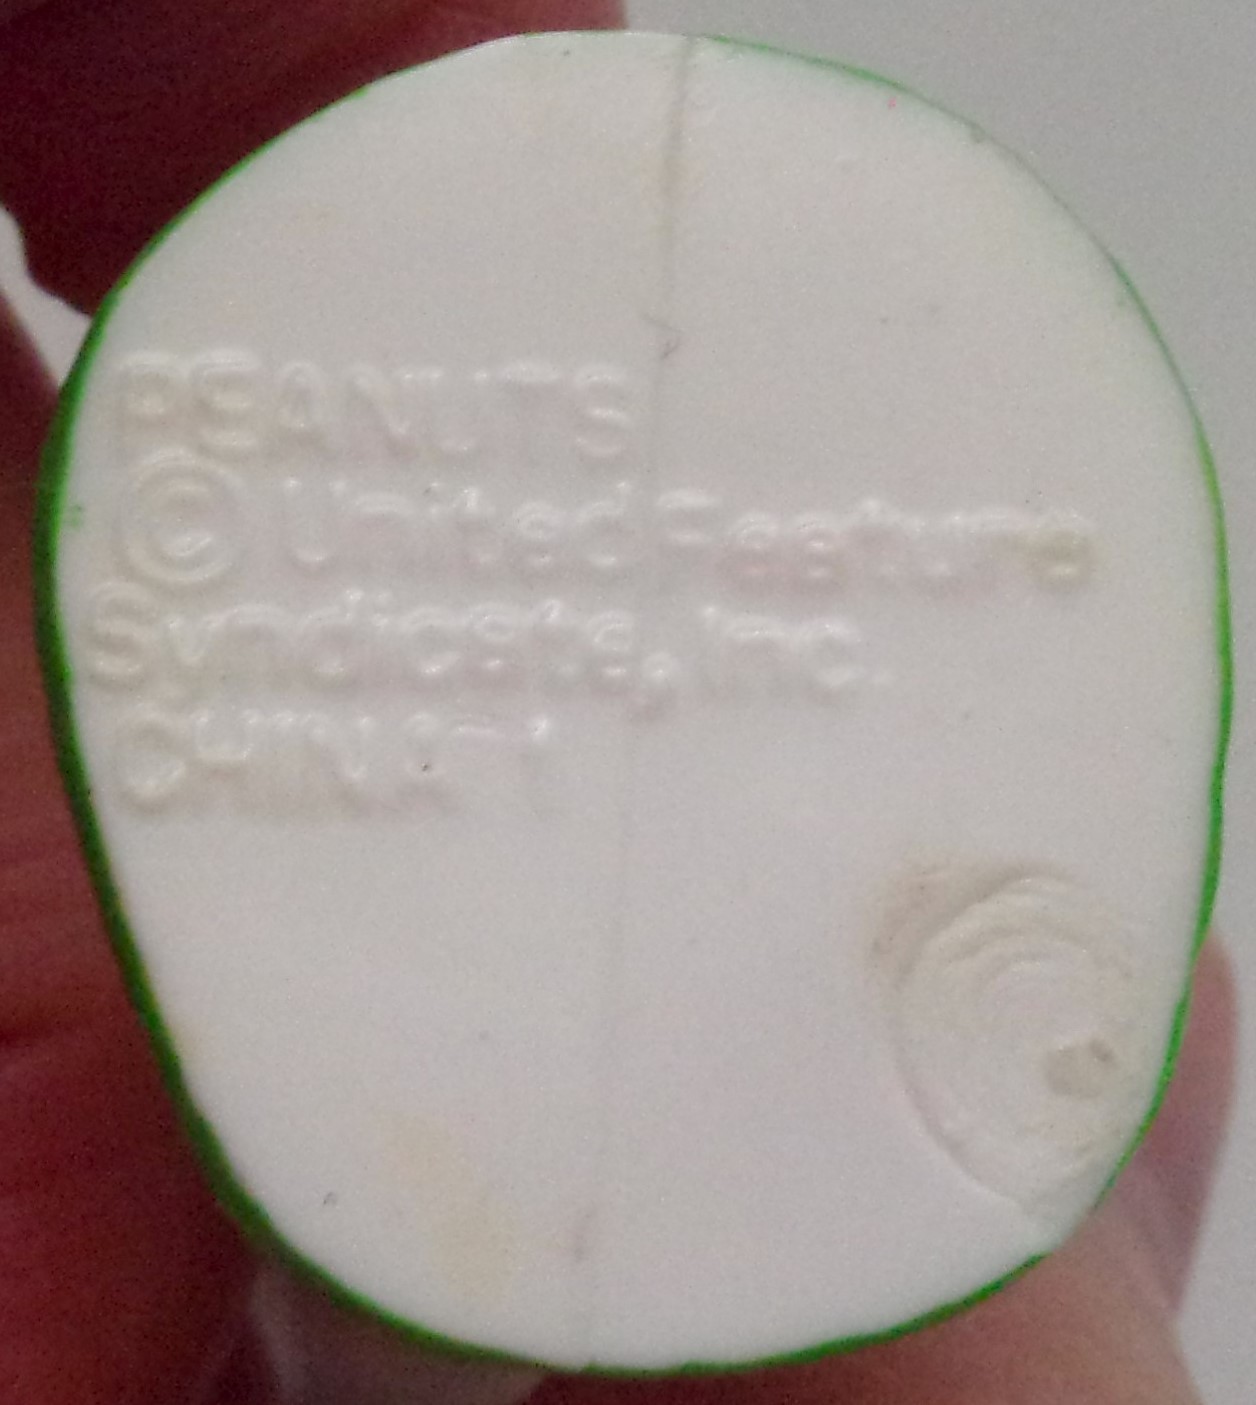 PEANUTS
© United Feature
Syndicate, Inc.
CHINA